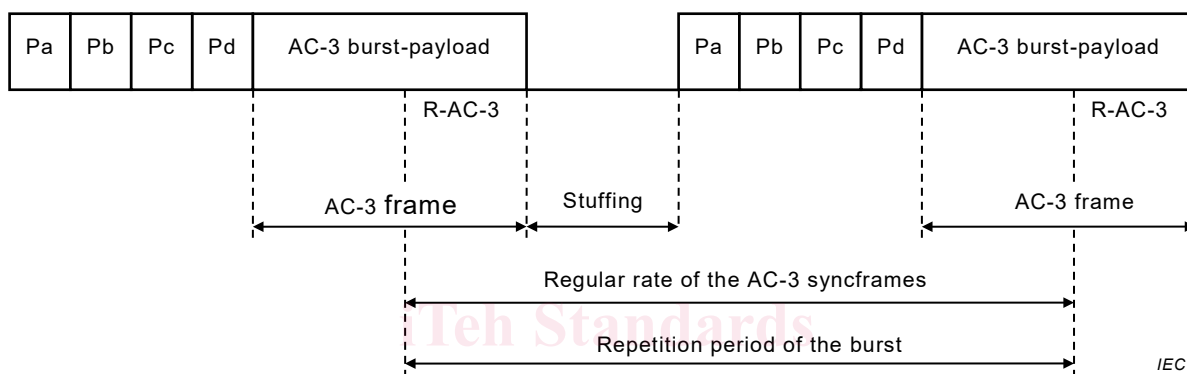 Pa Pb Pc Pd AC-3 burst-payload Pa Pb Pc Pd AC-3 burst-payload
R-AC-3 R-AC-3
AC-3 frame Stuffing AC-3 frame
Regular rate of the AC-3 syncframes
iTeh Standards
Repetition period of the burst
IEC